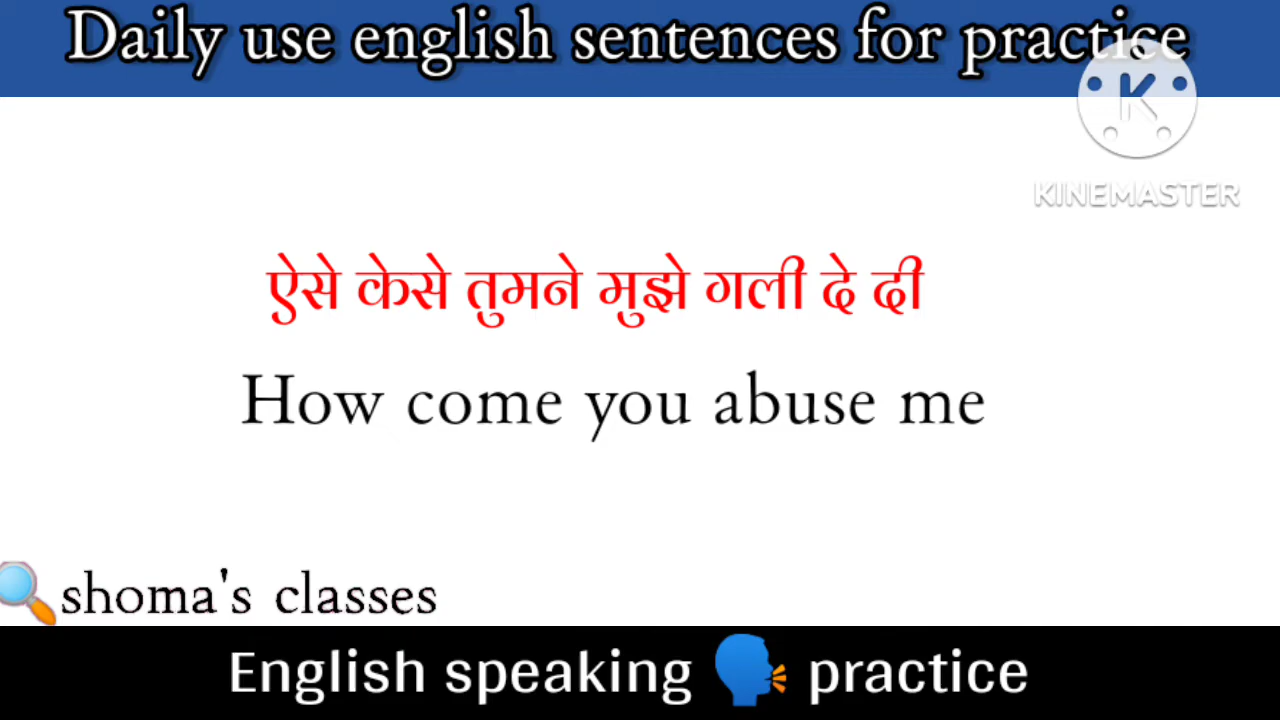 Daily use english sentences for practice
K
KINEMASTER
ऐसे केसे तुमने मुझे गली दे दी
How come you abuse me
shoma's classes
English speaking practice